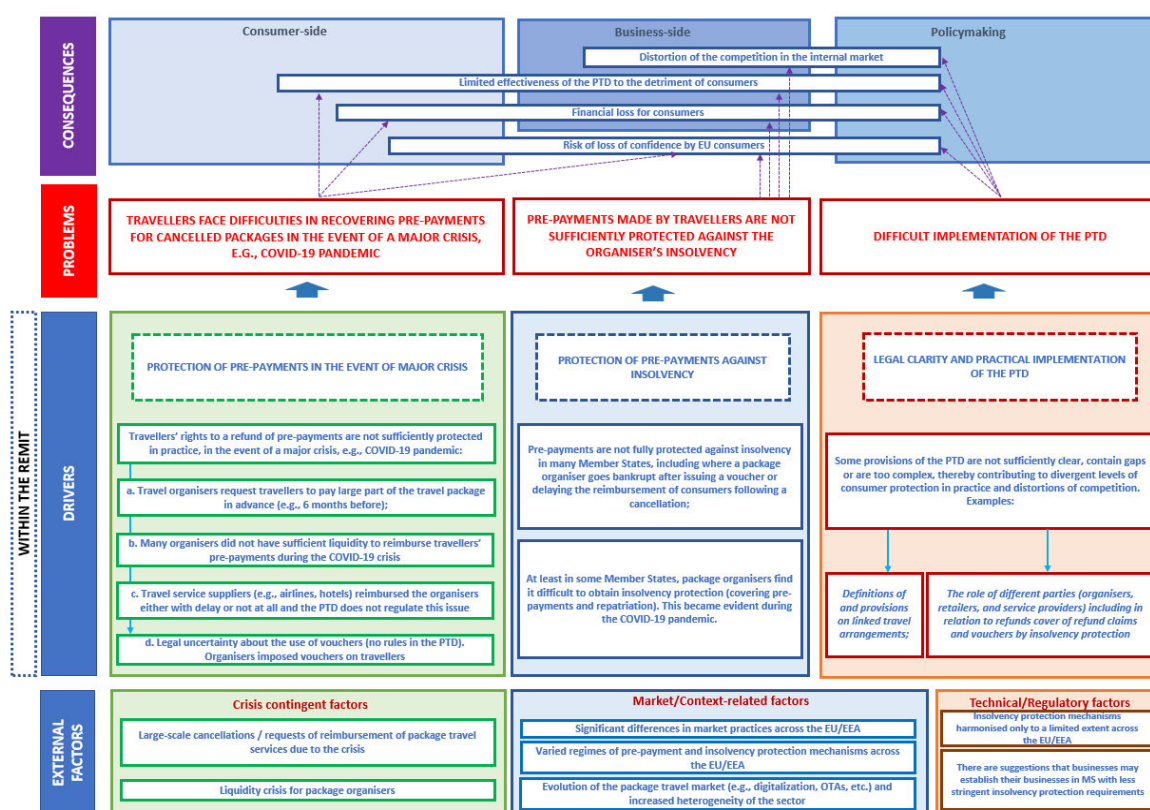 CONSEQUENCES
Consumer-side
Business-side
Policymaking
Distortion of the competition in the internal market
Limited effectiveness of the PTD to the detriment of consumers
Financial loss for consumers
Risk of loss of confidence by EU consumers
PROBLEMS
TRAVELLERS FACE DIFFICULTIES IN RECOVERING PRE-PAYMENTS
FOR CANCELLED PACKAGES IN THE EVENT OF A MAJOR CRISIS,
E.G., COVID-19 PANDEMIC
PRE-PAYMENTS MADE BY TRAVELLERS ARE NOT
SUFFICIENTLY PROTECTED AGAINST THE
ORGANISER'S INSOLVENCY
DIFFICULT IMPLEMENTATION OF THE PTD
WITHIN THE REMIT
DRIVERS
PROTECTION OF PRE-PAYMENTS IN THE EVENT OF MAJOR CRISIS
Travellers' rights to a refund of pre-payments are not sufficiently protected
in practice, in the event of a major crisis, e.g., COVID-19 pandemic:
a. Travel organisers request travellers to pay large part of the travel package
in advance (e.g., 6 months before);
b. Many organisers did not have sufficient liquidity to reimburse travellers'
pre-payments during the COVID-19 crisis
c. Travel service suppliers (e.g., airlines, hotels) reimbursed the organisers
either with delay or not at all and the PTD does not regulate this issue
d. Legal uncertainty about the use of vouchers (no rules in the PTD).
Organisers imposed vouchers on travellers
PROTECTION OF PRE-PAYMENTS AGAINST
INSOLVENCY
Pre-payments are not fully protected against insolvency
in many Member States, including where a package
organiser goes bankrupt after issuing a voucher or
delaying the reimbursement of consumers following a
cancellation;
At least in some Member States, package organisers find
it difficult to obtain insolvency protection (covering pre-
payments and repatriation). This became evident during
the COVID-19 pandemic.
LEGAL CLARITY AND PRACTICAL IMPLEMENTATION
OF THE PTD
Some provisions of the PTD are not sufficiently clear, contain gaps
or are too complex, thereby contributing to divergent levels of
consumer protection in practice and distortions of competition.
Examples:
Definitions of
and provisions
on linked travel
arrangements;
The role of different parties (organisers,
retailers, and service providers) including in
relation to refunds cover of refund claims
and vouchers by insolvency protection
EXTERNAL
FACTORS
Crisis contingent factors
Large-scale cancellations / requests of reimbursement of package travel
services due to the crisis
Liquidity crisis for package organisers
Market/Context-related factors
Significant differences in market practices across the EU/EEA
Varied regimes of pre-payment and insolvency protection mechanisms across
the EU/EEA
Evolution of the package travel market (e.g., digitalization, OTAs, etc.) and
increased heterogeneity of the sector
Technical/Regulatory factors
Insolvency protection mechanisms
harmonised only to a limited extent across
the EU/EEA
There are suggestions that businesses may
establish their businesses in MS with less
stringent insolvency protection requirements